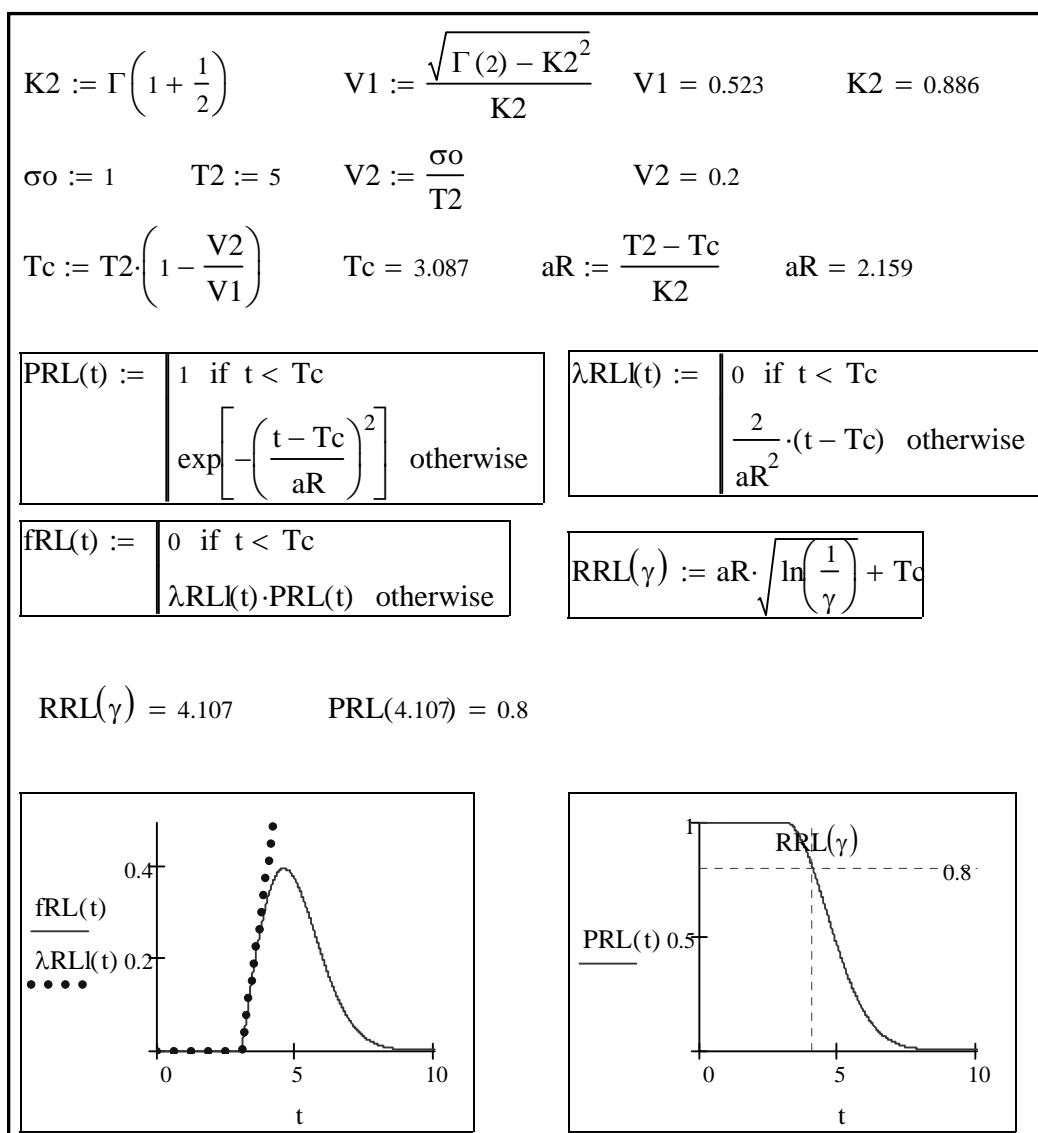 K2 := Γ(1 + 1/2) V1 := √(Γ(2) − K2²)/K2 V1 = 0.523 K2 = 0.886
σo := 1 T2 := 5 V2 := σo/T2 V2 = 0.2
Tc := T2·(1 − V2/V1) Tc = 3.087 aR := (T2 − Tc)/K2 aR = 2.159
PRL(t) := 1 if t < Tc
exp[−((t − Tc)/aR)²] otherwise
λRLl(t) := 0 if t < Tc
2/aR²·(t − Tc) otherwise
fRL(t) := 0 if t < Tc
λRLl(t)·PRL(t) otherwise
RRL(γ) := aR·√(ln(1/γ)) + Tc
RRL(γ) = 4.107 PRL(4.107) = 0.8
0.4
fRL(t)
λRLl(t) 0.2
0 5 10
t
1
RRL(γ)
0.8
PRL(t) 0.5
0 5 10
t